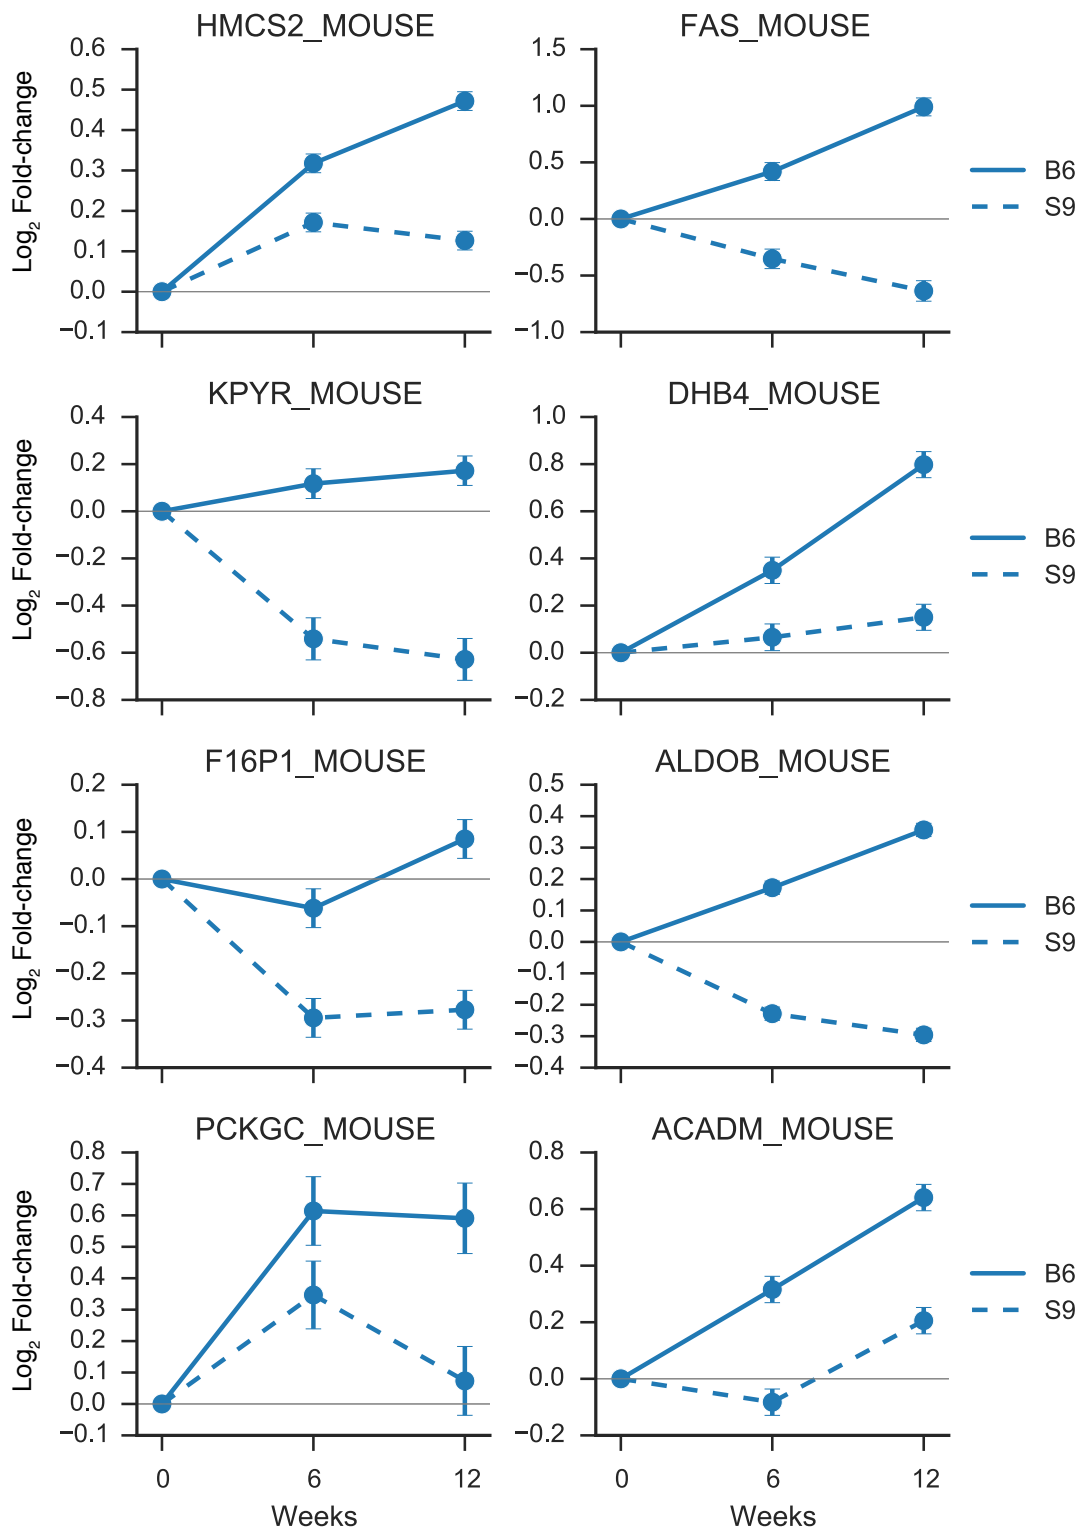 HMCS2_MOUSE
Log₂ Fold-change
0.6
0.5
0.4
0.3
0.2
0.1
0.0
−0.1
FAS_MOUSE
1.5
1.0
0.5
0.0
−0.5
−1.0
B6
S9
KPYR_MOUSE
Log₂ Fold-change
0.4
0.2
0.0
−0.2
−0.4
−0.6
−0.8
DHB4_MOUSE
1.0
0.8
0.6
0.4
0.2
0.0
−0.2
B6
S9
F16P1_MOUSE
Log₂ Fold-change
0.2
0.1
0.0
−0.1
−0.2
−0.3
−0.4
ALDOB_MOUSE
0.5
0.4
0.3
0.2
0.1
0.0
−0.1
−0.2
−0.3
−0.4
B6
S9
PCKGC_MOUSE
Log₂ Fold-change
0.8
0.7
0.6
0.5
0.4
0.3
0.2
0.1
0.0
−0.1
0 6 12
Weeks
ACADM_MOUSE
0.8
0.6
0.4
0.2
0.0
−0.2
0 6 12
Weeks
B6
S9